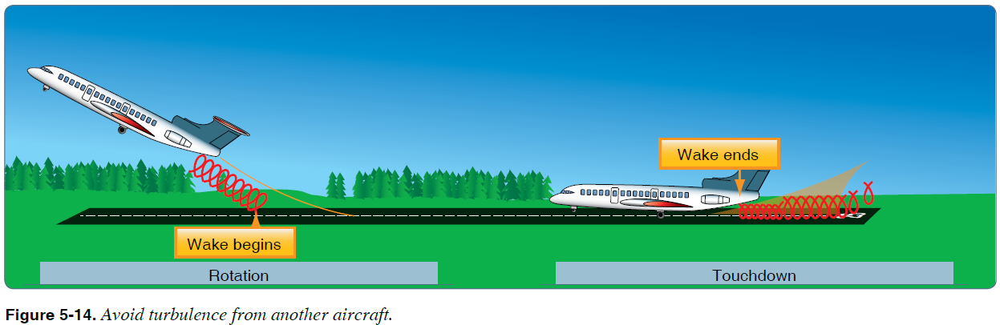 Wake ends
Wake begins
Rotation
Touchdown
Figure 5-14. Avoid turbulence from another aircraft.